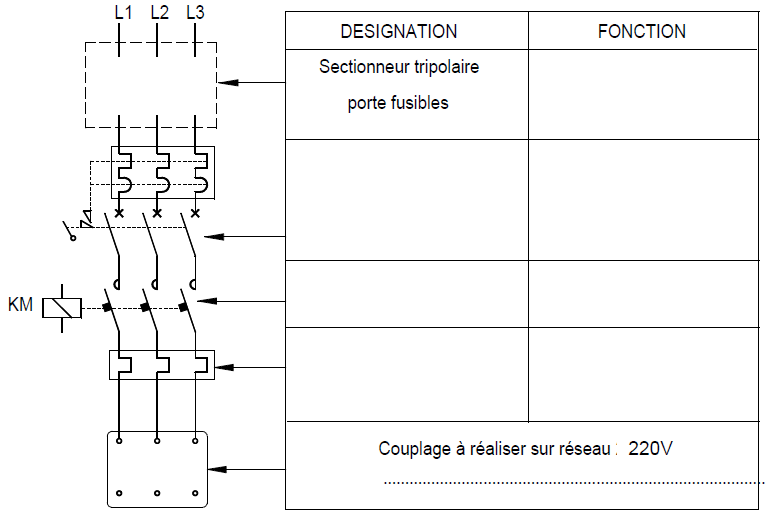 L1 L2 L3
DESIGNATION
FONCTION
Sectionneur tripolaire
porte fusibles
KM
Couplage à réaliser sur réseau : 220V
................................................................................